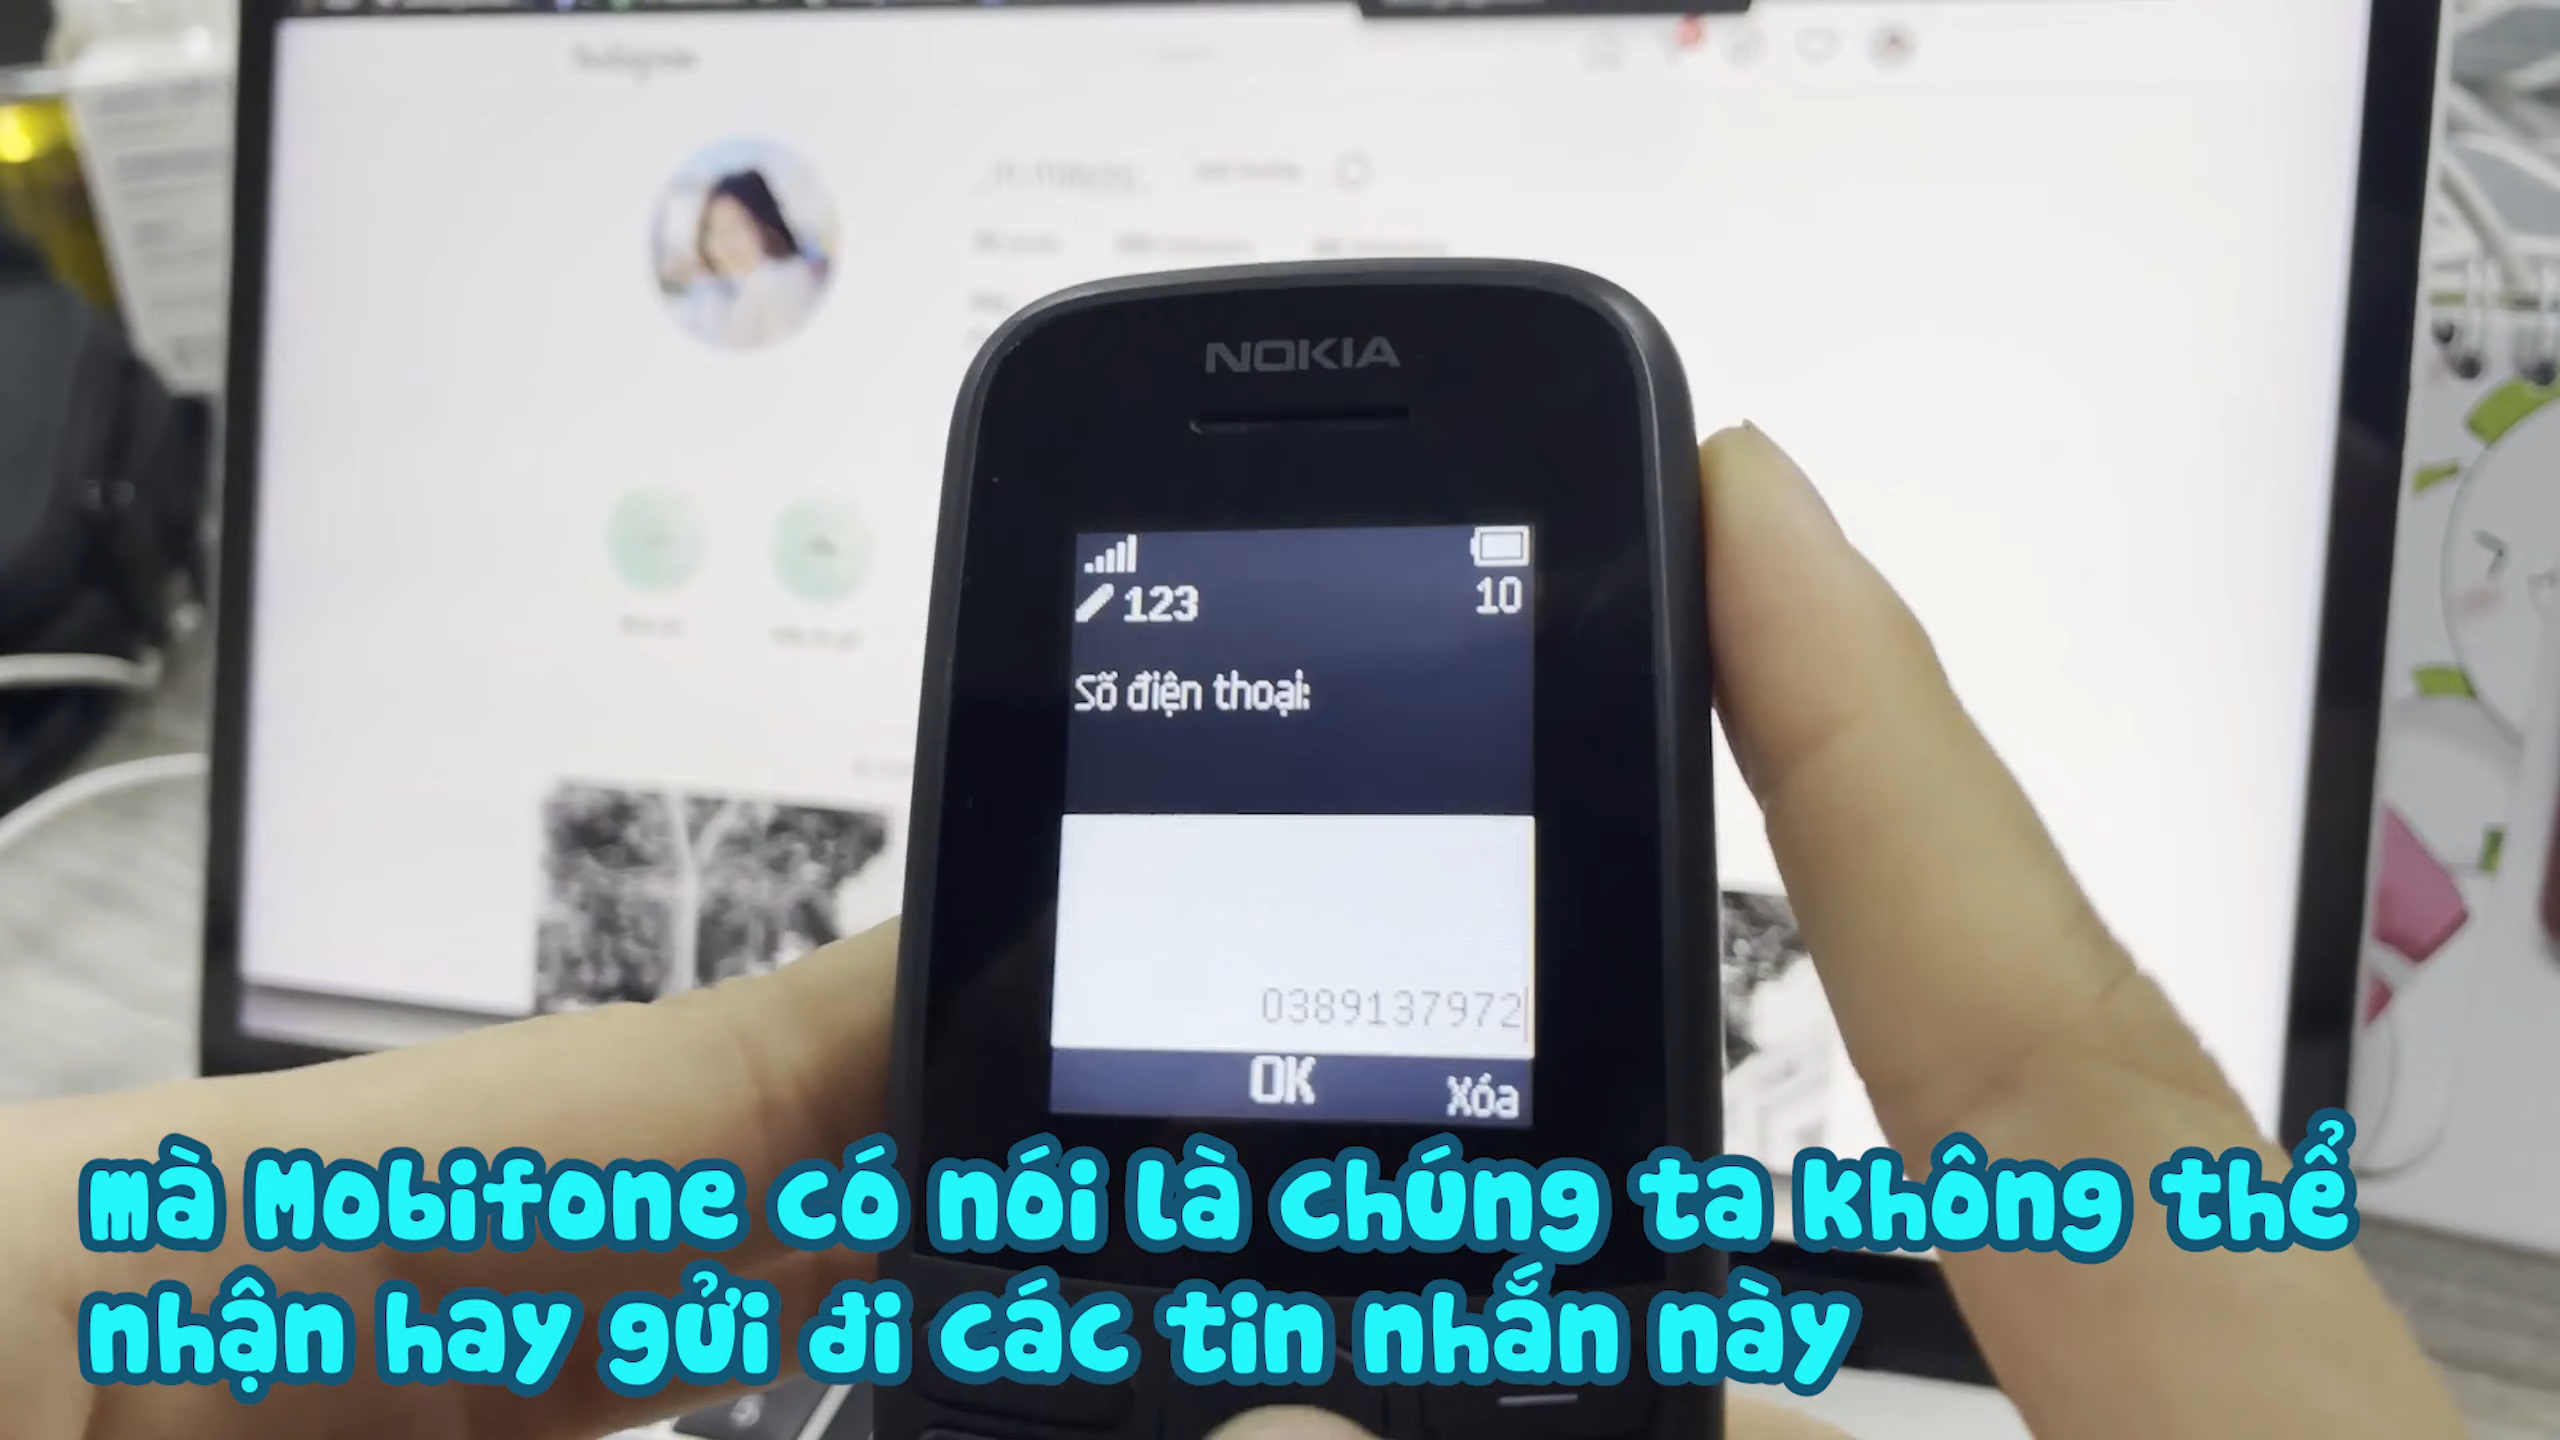 NOKIA
123
10
Số điện thoại:
0389137972
OK
Xóa
mà Mobifone có nói là chúng ta không thể
nhận hay gửi đi các tin nhắn này